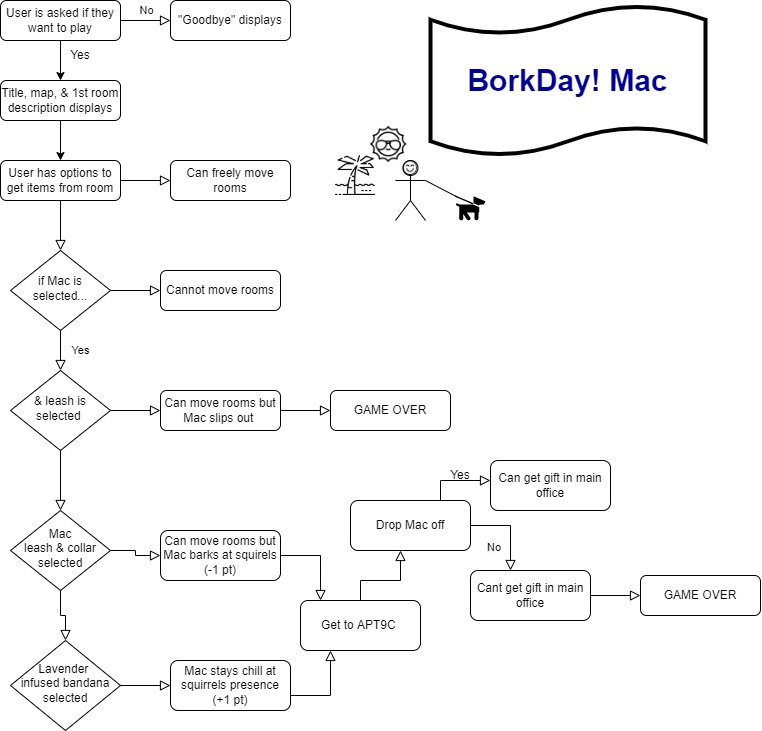 User is asked if they
want to play
No
"Goodbye" displays
BorkDay! Mac
Yes
Title, map, & 1st room
description displays
User has options to
get items from room
Can freely move
rooms
if Mac is
selected...
Cannot move rooms
Yes
& leash is
selected
Can move rooms but
Mac slips out
GAME OVER
Mac
leash & collar
selected
Can move rooms but
Mac barks at squirels
(-1 pt)
Drop Mac off
Yes
Can get gift in main
office
No
Cant get gift in main
office
GAME OVER
Get to APT9C
Lavender
infused bandana
selected
Mac stays chill at
squirrels presence
(+1 pt)